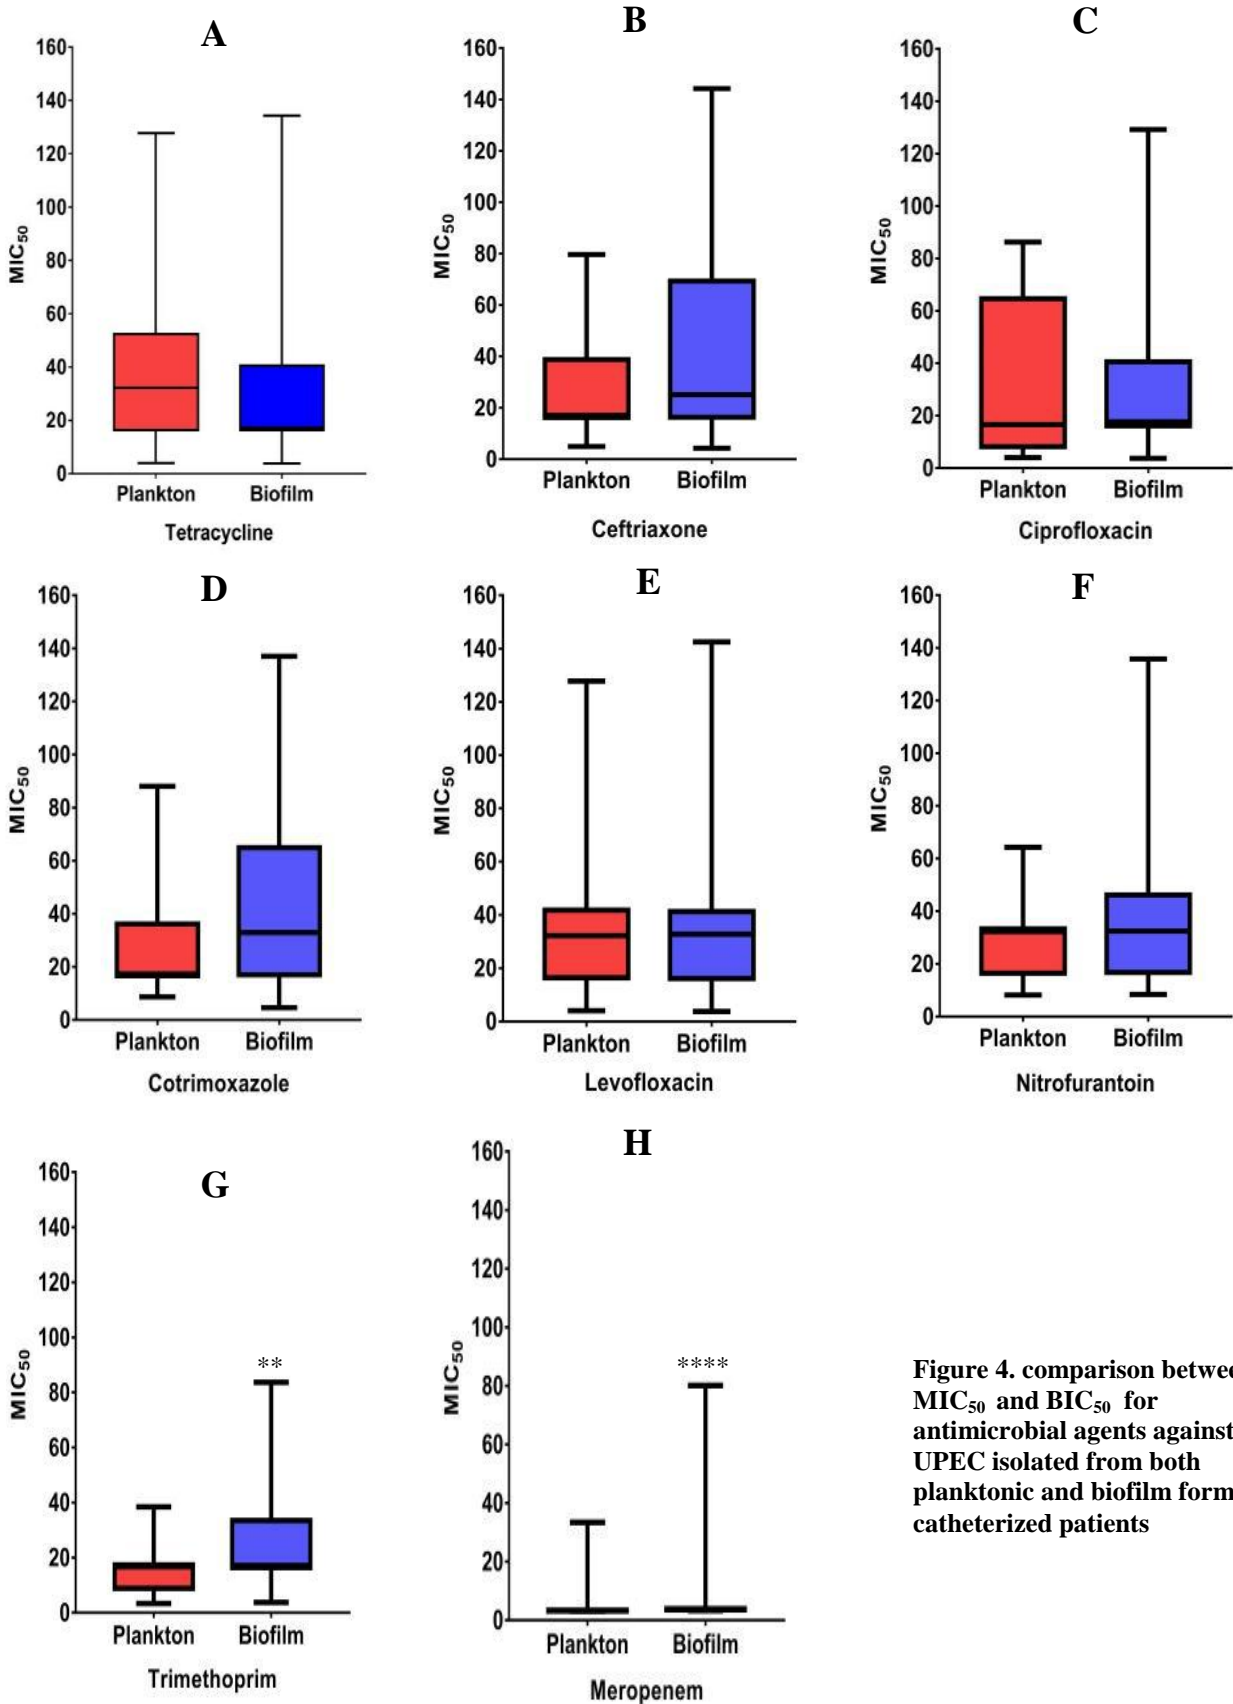 A
160
140
120
100
80
60
40
20
0
MIC50
Plankton
Biofilm
Tetracycline
B
160
140
120
100
80
60
40
20
0
MIC50
Plankton
Biofilm
Ceftriaxone
C
160
140
120
100
80
60
40
20
0
MIC50
Plankton
Biofilm
Ciprofloxacin
D
160
140
120
100
80
60
40
20
0
MIC50
Plankton
Biofilm
Cotrimoxazole
E
160
140
120
100
80
60
40
20
0
MIC50
Plankton
Biofilm
Levofloxacin
F
160
140
120
100
80
60
40
20
0
MIC50
Plankton
Biofilm
Nitrofurantoin
G
160
140
120
100
80
60
40
20
0
MIC50
**
Plankton
Biofilm
Trimethoprim
H
160
140
120
100
80
60
40
20
0
MIC50
****
Plankton
Biofilm
Meropenem
Figure 4. comparison betwee
MIC50 and BIC50 for
antimicrobial agents against
UPEC isolated from both
planktonic and biofilm form
catheterized patients